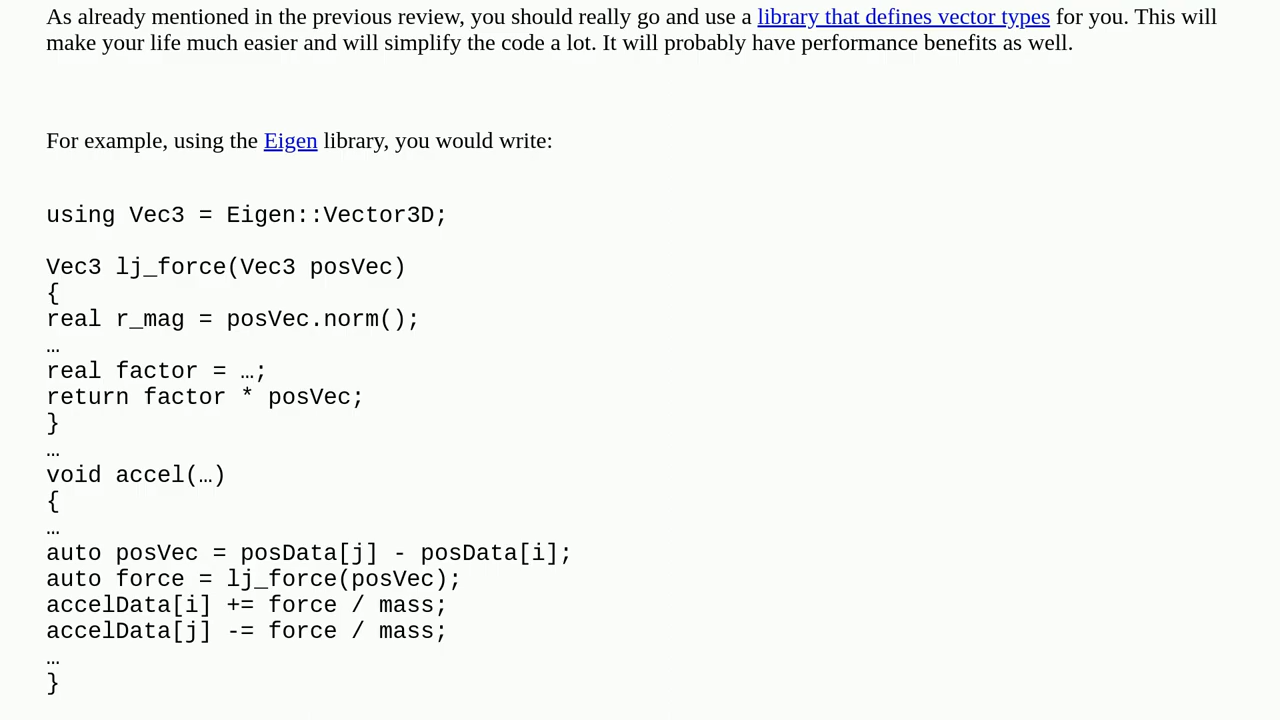 As already mentioned in the previous review, you should really go and use a library that defines vector types for you. This will
make your life much easier and will simplify the code a lot. It will probably have performance benefits as well.
For example, using the Eigen library, you would write:
using Vec3 = Eigen::Vector3D;
Vec3 lj_force(Vec3 posVec)
{
real r_mag = posVec.norm();
…
real factor = …;
return factor * posVec;
}
…
void accel(…)
{
…
auto posVec = posData[j] - posData[i];
auto force = lj_force(posVec);
accelData[i] += force / mass;
accelData[j] -= force / mass;
…
}